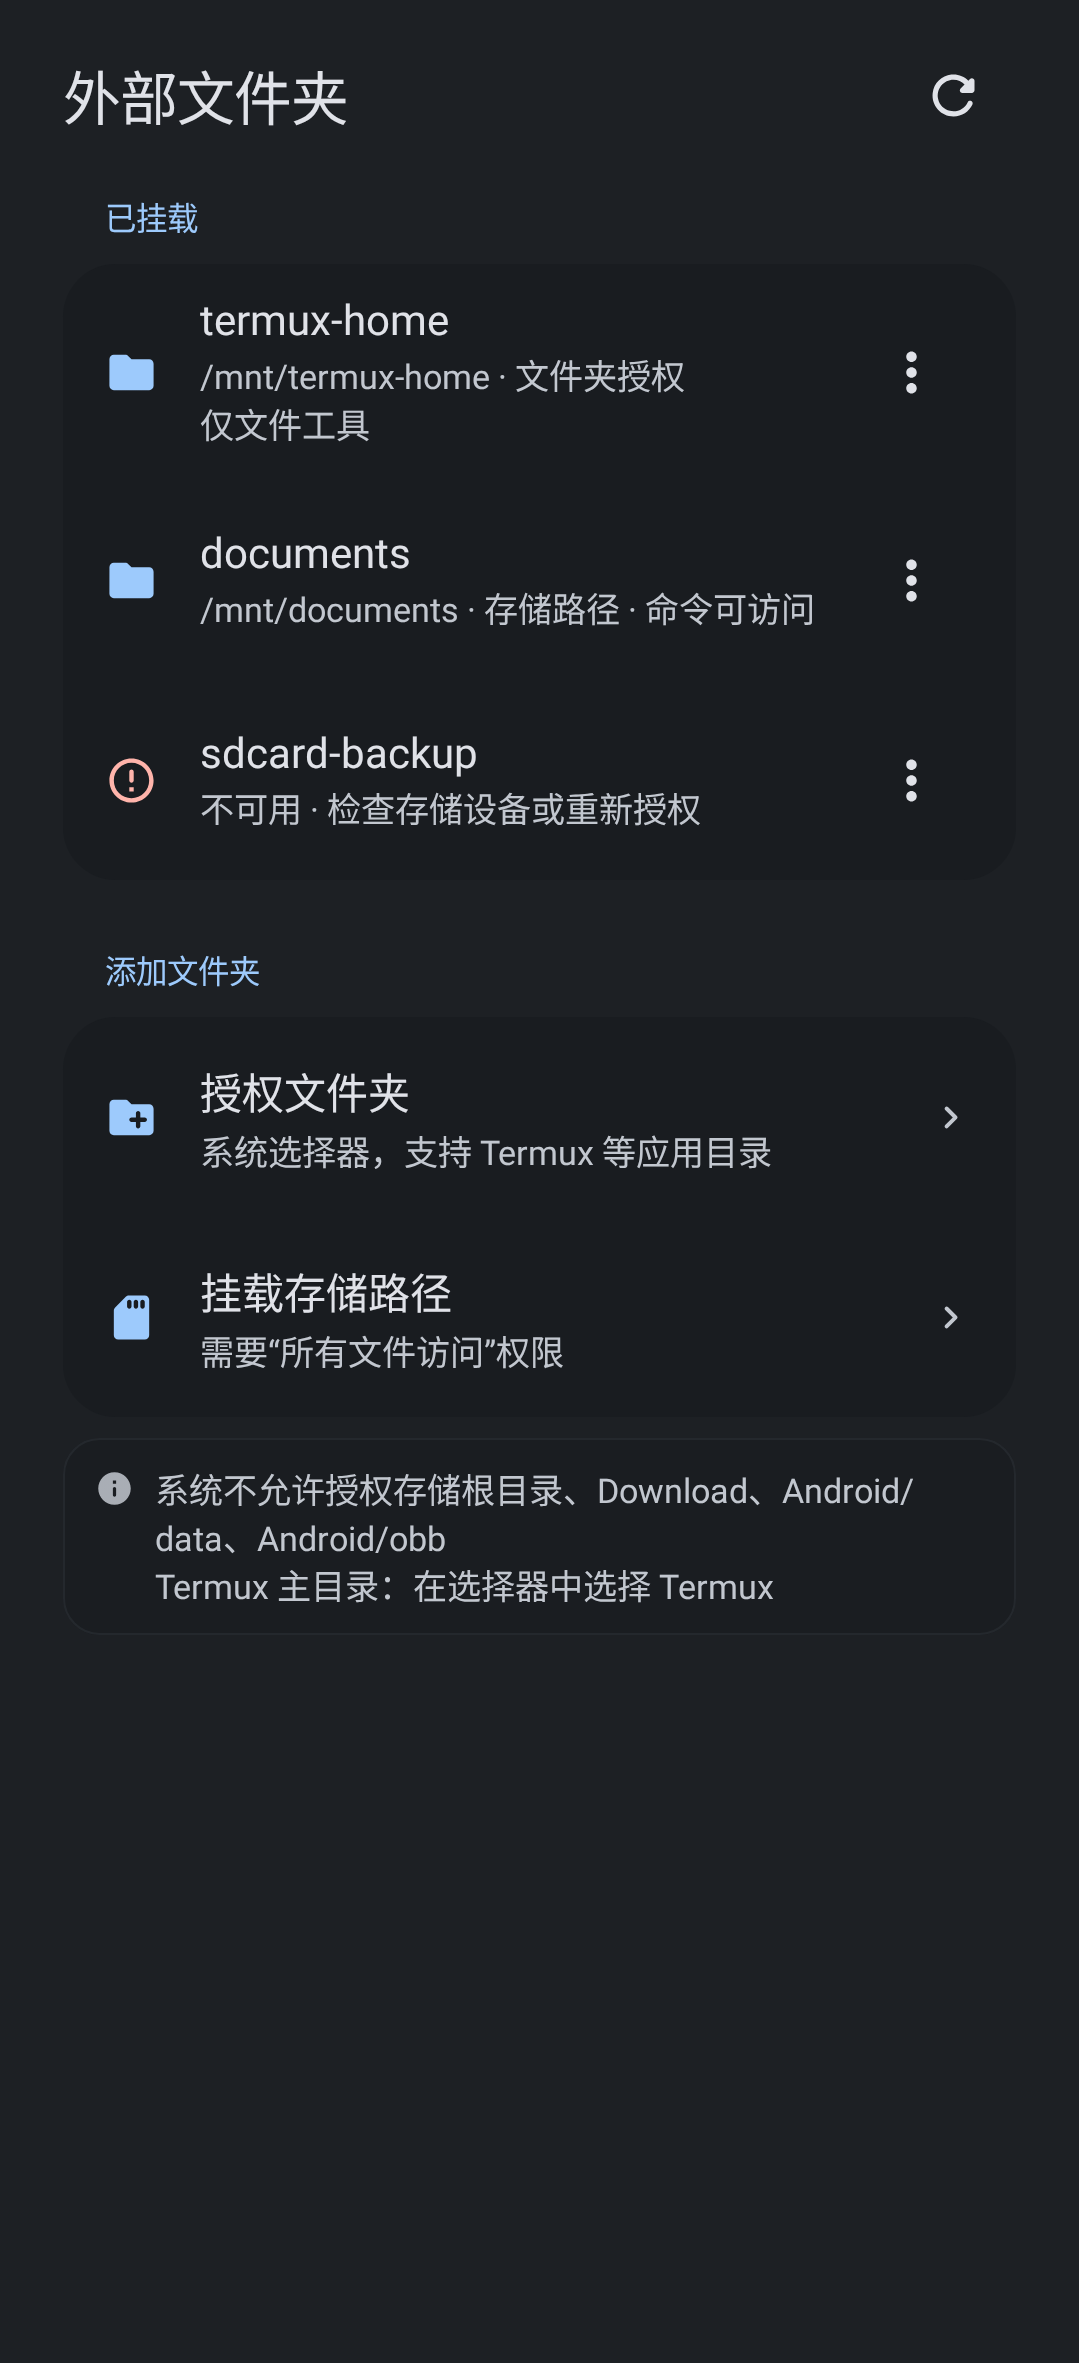 外部文件夹
已挂载
termux-home
/mnt/termux-home · 文件夹授权
仅文件工具
documents
/mnt/documents · 存储路径 · 命令可访问
sdcard-backup
不可用 · 检查存储设备或重新授权
添加文件夹
授权文件夹
系统选择器，支持 Termux 等应用目录
挂载存储路径
需要“所有文件访问”权限
系统不允许授权存储根目录、Download、Android/
data、Android/obb
Termux 主目录：在选择器中选择 Termux